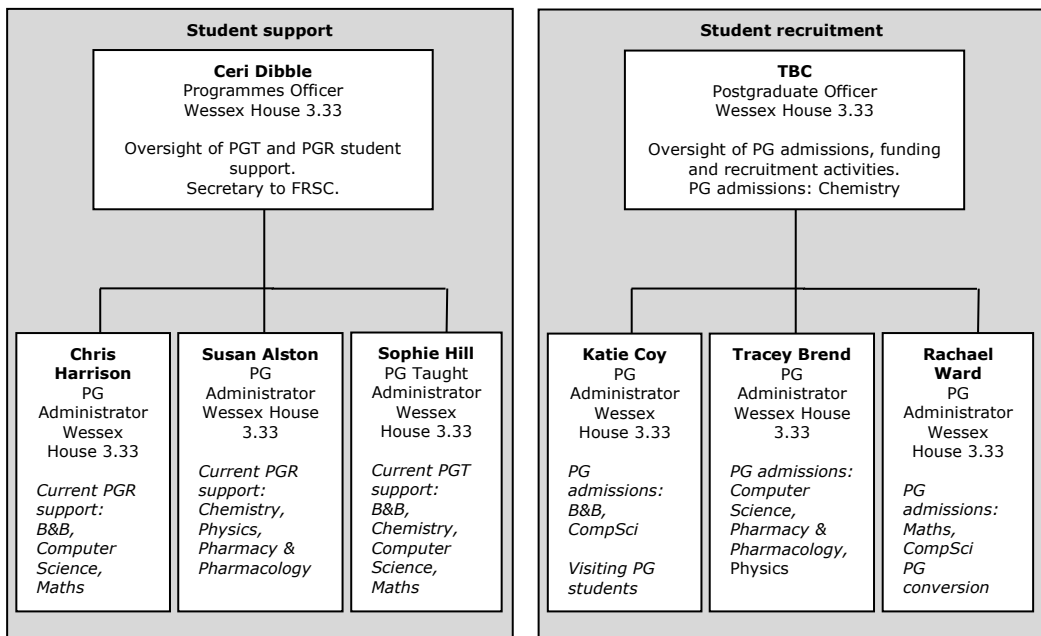 Student support
Ceri Dibble
Programmes Officer
Wessex House 3.33
Oversight of PGT and PGR student
support.
Secretary to FRSC.
Chris
Harrison
PG
Administrator
Wessex
House 3.33
Current PGR
support:
B&B,
Computer
Science,
Maths
Susan Alston
PG
Administrator
Wessex House
3.33
Current PGR
support:
Chemistry,
Physics,
Pharmacy &
Pharmacology
Sophie Hill
PG Taught
Administrator
Wessex
House 3.33
Current PGT
support:
B&B,
Chemistry,
Computer
Science,
Maths
Student recruitment
TBC
Postgraduate Officer
Wessex House 3.33
Oversight of PG admissions, funding
and recruitment activities.
PG admissions: Chemistry
Katie Coy
PG
Administrator
Wessex
House 3.33
PG
admissions:
B&B,
CompSci
Visiting PG
students
Tracey Brend
PG
Administrator
Wessex House
3.33
PG admissions:
Computer
Science,
Pharmacy &
Pharmacology,
Physics
Rachael
Ward
PG
Administrator
Wessex
House 3.33
PG
admissions:
Maths,
CompSci
PG
conversion